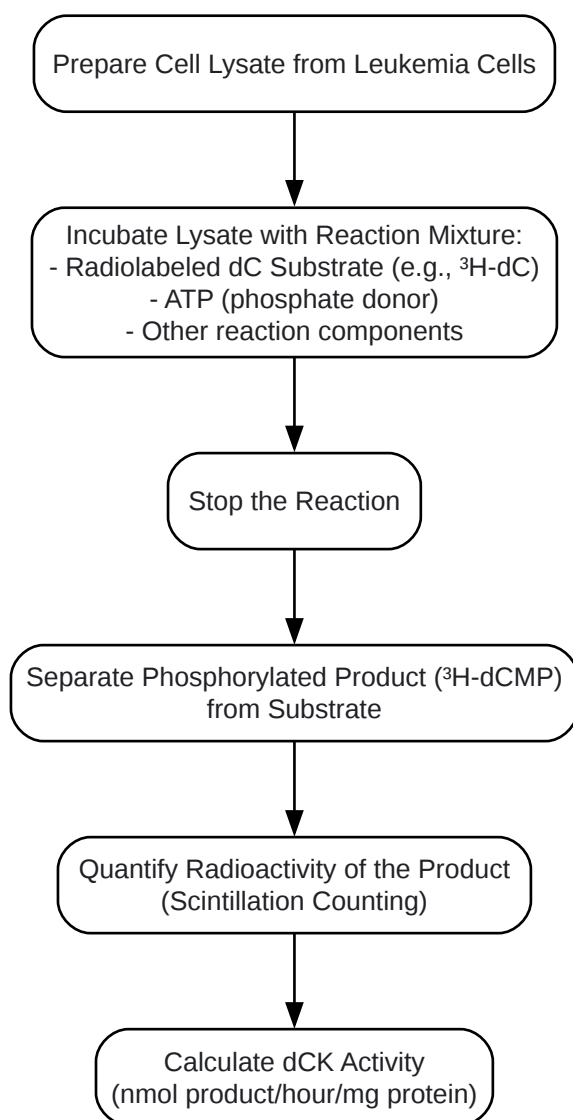 Prepare Cell Lysate from Leukemia Cells
Incubate Lysate with Reaction Mixture:
- Radiolabeled dC Substrate (e.g., ³H-dC)
- ATP (phosphate donor)
- Other reaction components
Stop the Reaction
Separate Phosphorylated Product (³H-dCMP)
from Substrate
Quantify Radioactivity of the Product
(Scintillation Counting)
Calculate dCK Activity
(nmol product/hour/mg protein)